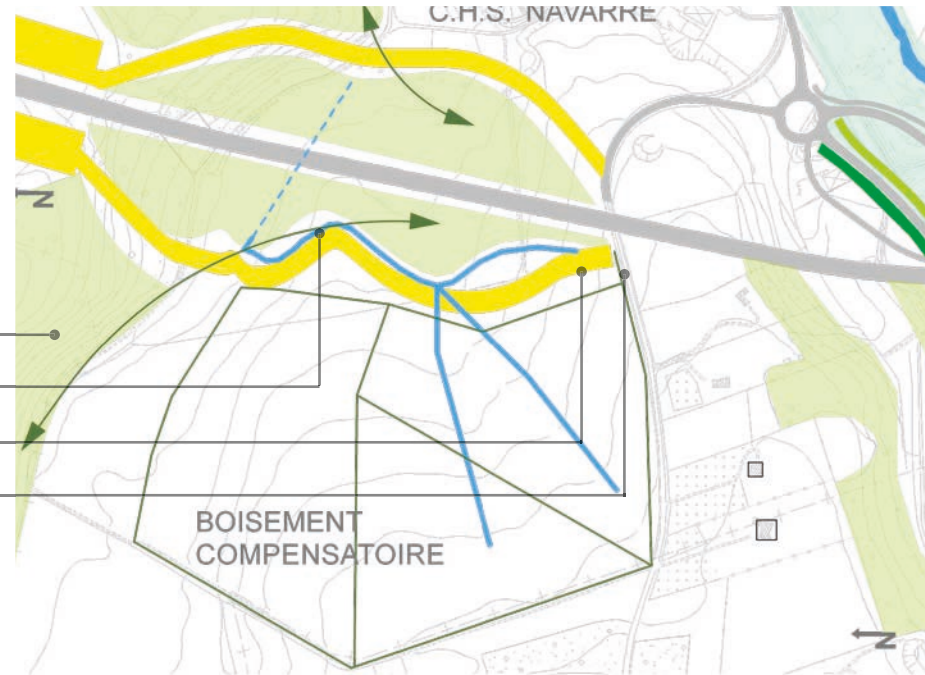 C.H.S. NAVARRE
N
BOISEMENT
COMPENSATOIRE
N